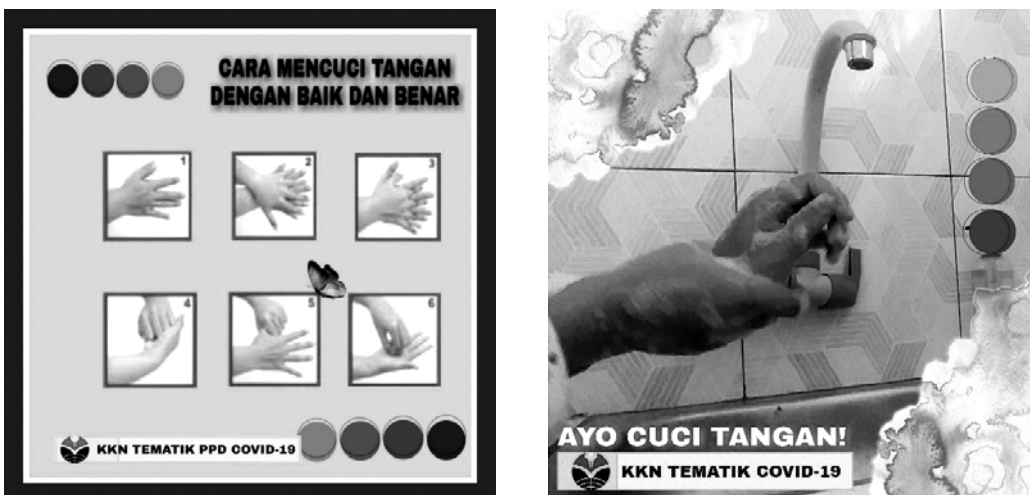 CARA MENCUCI TANGAN
DENGAN BAIK DAN BENAR
1
2
3
4
5
6
KKN TEMATIK PPD COVID-19
AYO CUCI TANGAN!
KKN TEMATIK COVID-19